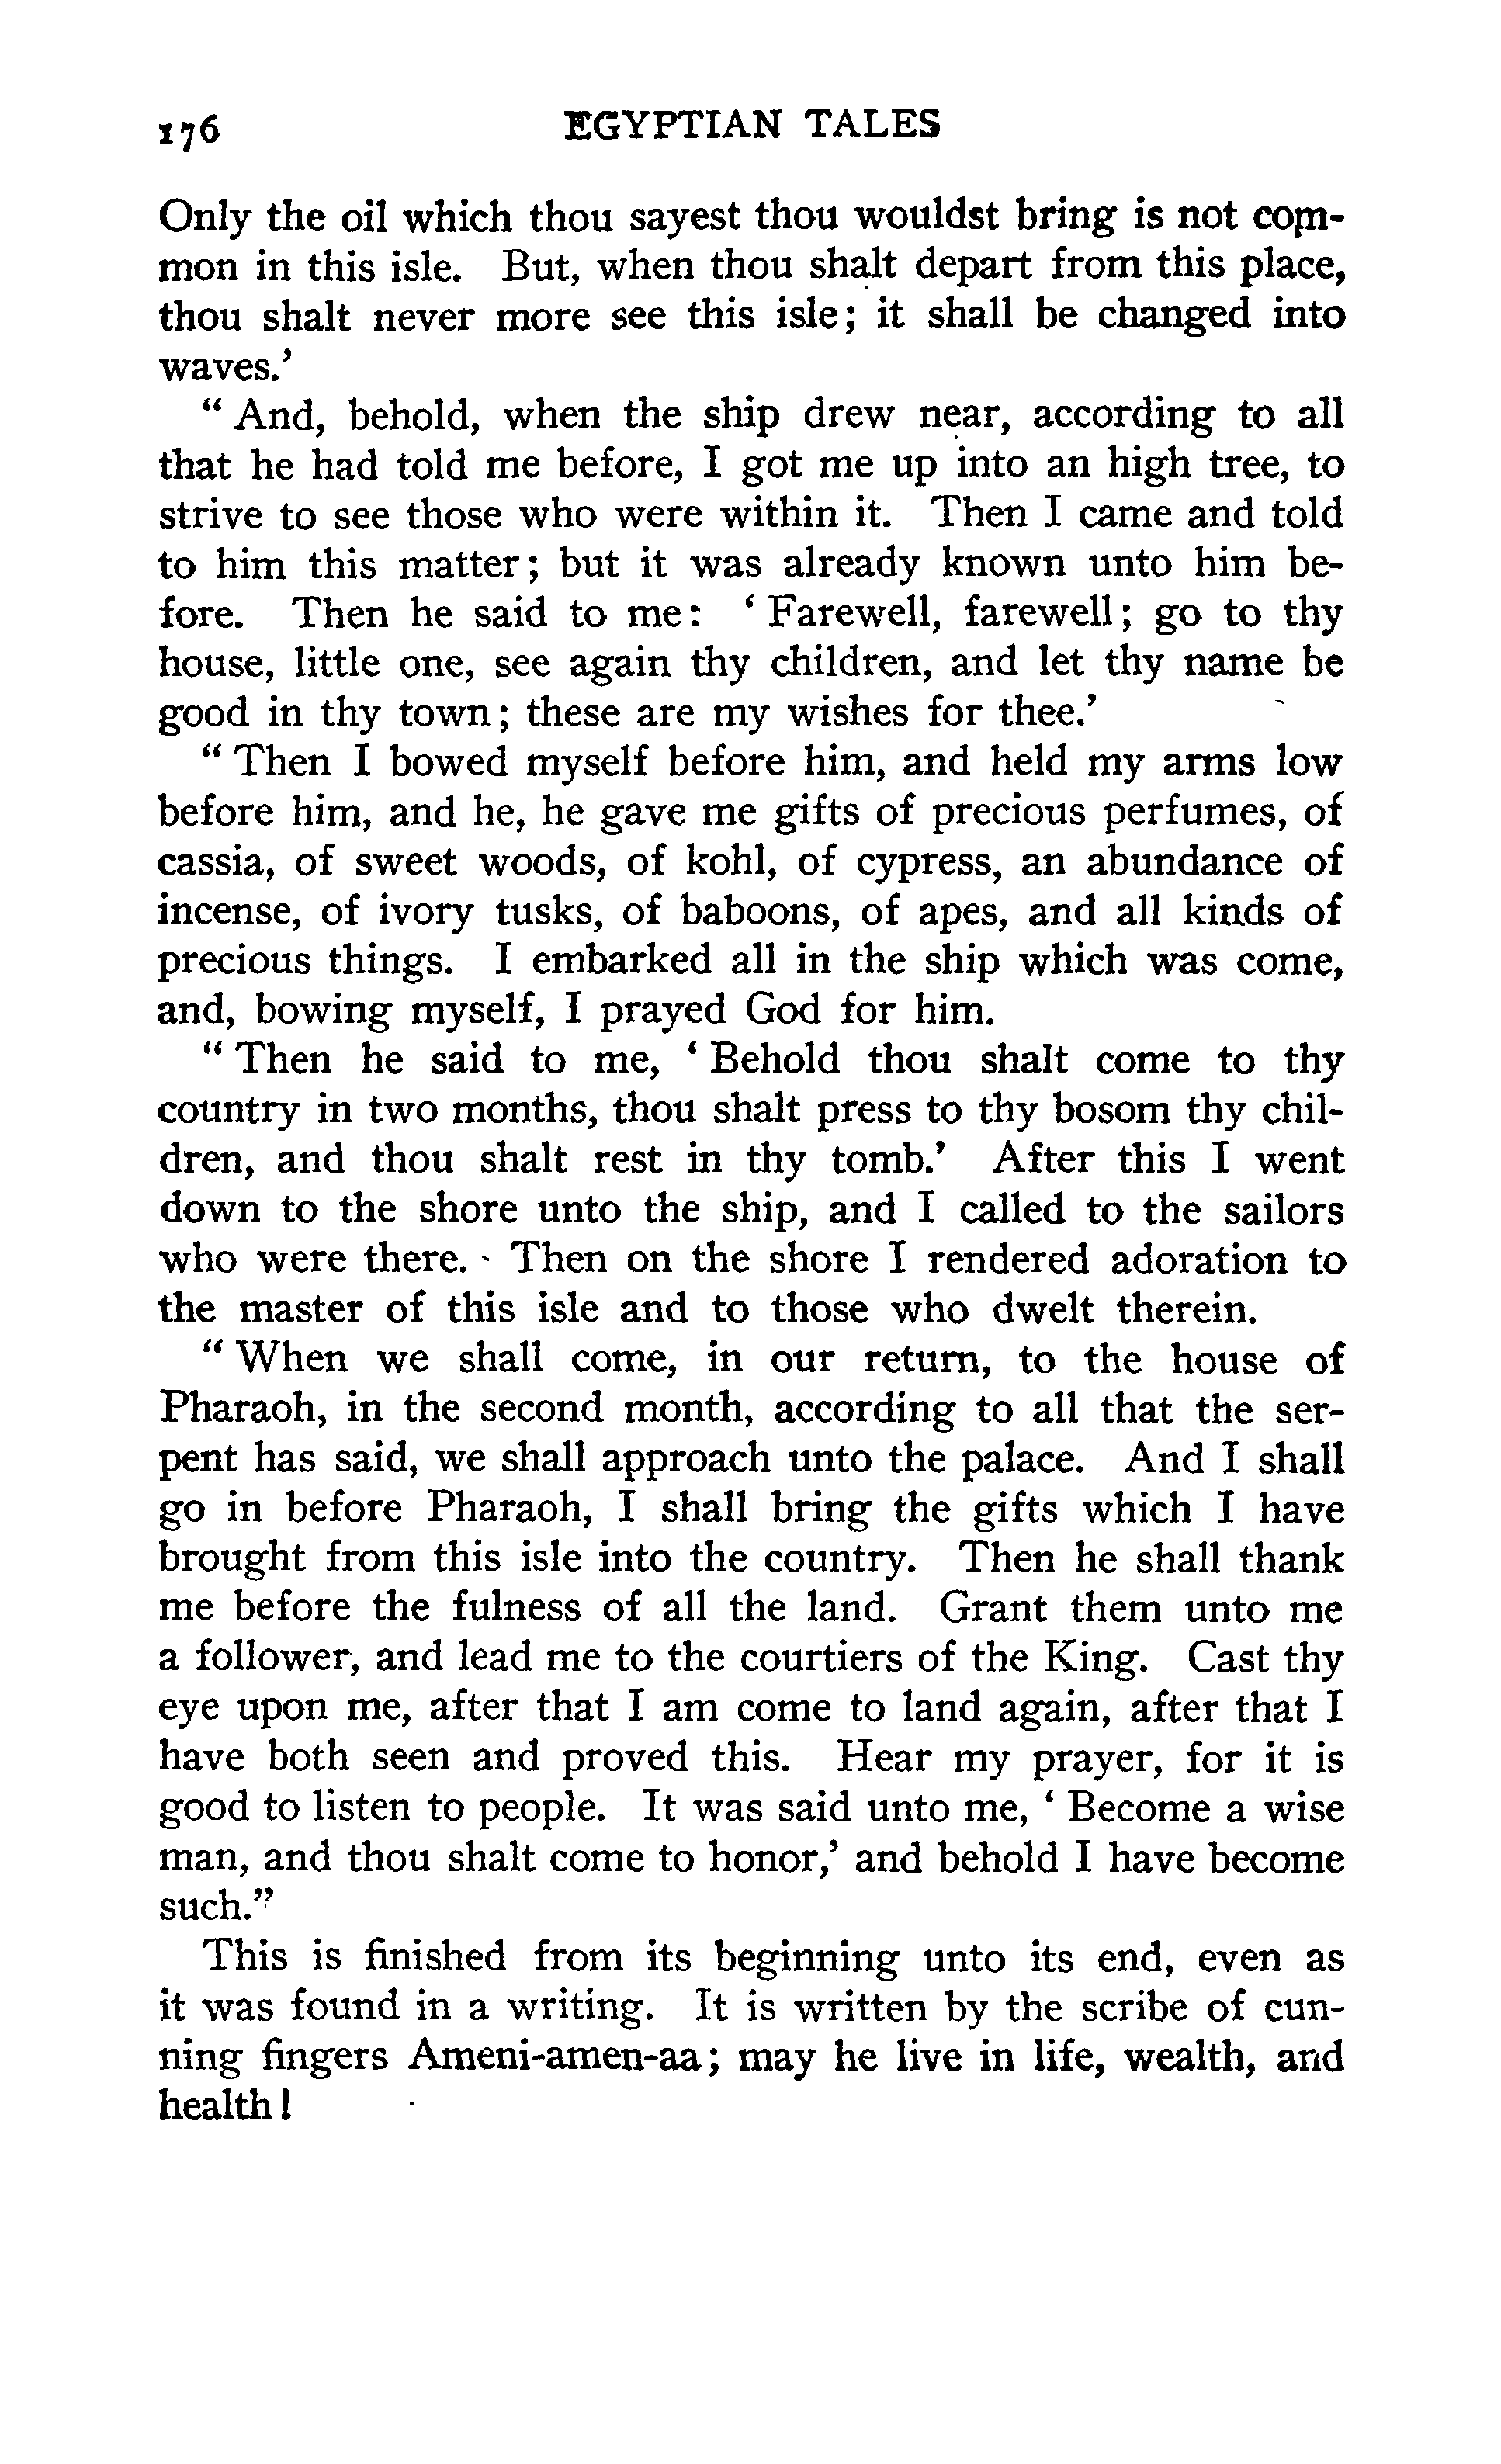 176 EGYPTIAN TALES
Only the oil which thou sayest thou wouldst bring is not com-
mon in this isle. But, when thou shalt depart from this place,
thou shalt never more see this isle; it shall be changed into
waves.'
" And, behold, when the ship drew near, according to all
that he had told me before, I got me up into an high tree, to
strive to see those who were within it. Then I came and told
to him this matter; but it was already known unto him be-
fore. Then he said to me: ' Farewell, farewell; go to thy
house, little one, see again thy children, and let thy name be
good in thy town; these are my wishes for thee.'
" Then I bowed myself before him, and held my arms low
before him, and he, he gave me gifts of precious perfumes, of
cassia, of sweet woods, of kohl, of cypress, an abundance of
incense, of ivory tusks, of baboons, of apes, and all kinds of
precious things. I embarked all in the ship which was come,
and, bowing myself, I prayed God for him.
" Then he said to me, ' Behold thou shalt come to thy
country in two months, thou shalt press to thy bosom thy chil-
dren, and thou shalt rest in thy tomb.' After this I went
down to the shore unto the ship, and I called to the sailors
who were there. Then on the shore I rendered adoration to
the master of this isle and to those who dwelt therein.
" When we shall come, in our return, to the house of
Pharaoh, in the second month, according to all that the ser-
pent has said, we shall approach unto the palace. And I shall
go in before Pharaoh, I shall bring the gifts which I have
brought from this isle into the country. Then he shall thank
me before the fulness of all the land. Grant them unto me
a follower, and lead me to the courtiers of the King. Cast thy
eye upon me, after that I am come to land again, after that I
have both seen and proved this. Hear my prayer, for it is
good to listen to people. It was said unto me, ' Become a wise
man, and thou shalt come to honor,' and behold I have become
such."
This is finished from its beginning unto its end, even as
it was found in a writing. It is written by the scribe of cun-
ning fingers Ameni-amen-aa; may he live in life, wealth, and
health!